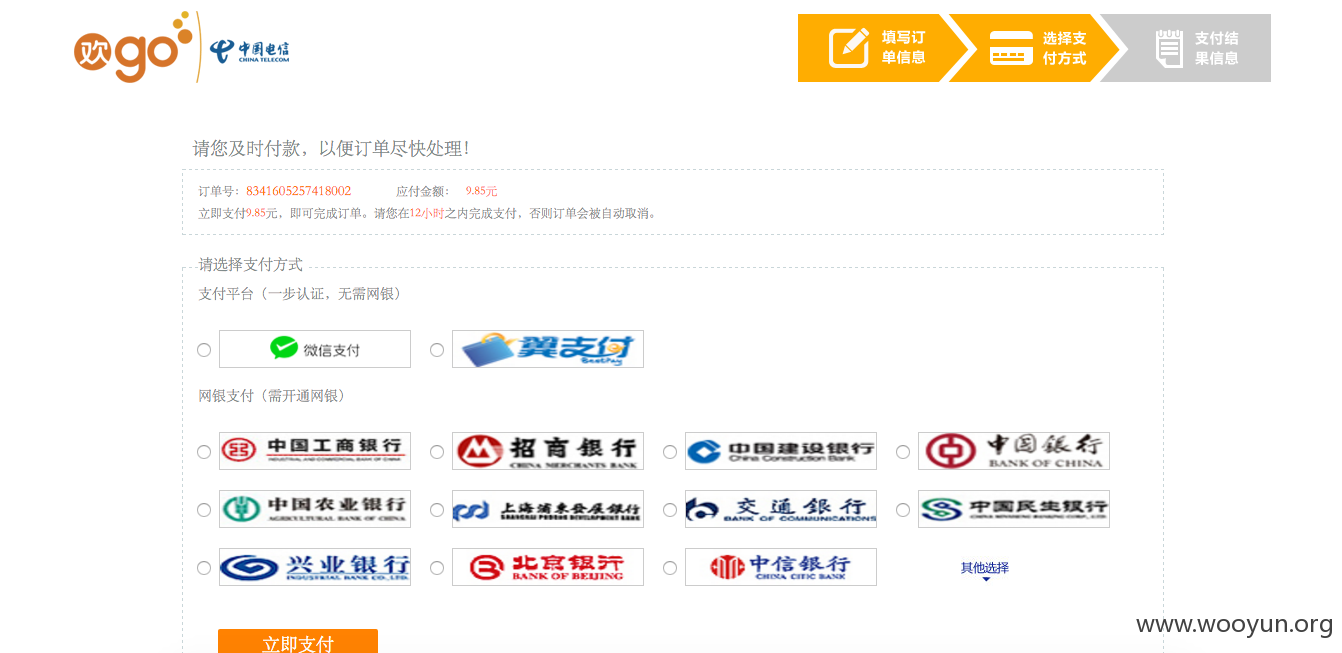 欢go
中国电信
CHINA TELECOM
填写订
单信息
选择支
付方式
支付结
果信息
请您及时付款，以便订单尽快处理！
订单号：8341605257418002 应付金额： 9.85元
立即支付9.85元，即可完成订单。请您在12小时之内完成支付，否则订单会被自动取消。
请选择支付方式
支付平台（一步认证，无需网银）
微信支付
翼支付
BestPay
网银支付（需开通网银）
中国工商银行
INDUSTRIAL AND COMMERCIAL BANK OF CHINA
招商银行
CHINA MERCHANTS BANK
中国建设银行
China Construction Bank
中国银行
BANK OF CHINA
中国农业银行
AGRICULTURAL BANK OF CHINA
上海浦东發展銀行
SHANGHAI PUDONG DEVELOPMENT BANK
交通銀行
BANK OF COMMUNICATIONS
中国民生银行
CHINA MINSHENG BANKING CORP., LTD.
兴业银行
INDUSTRIAL BANK CO.,LTD.
北京银行
BANK OF BEIJING
中信银行
CHINA CITIC BANK
其他选择
立即支付
www.wooyun.org